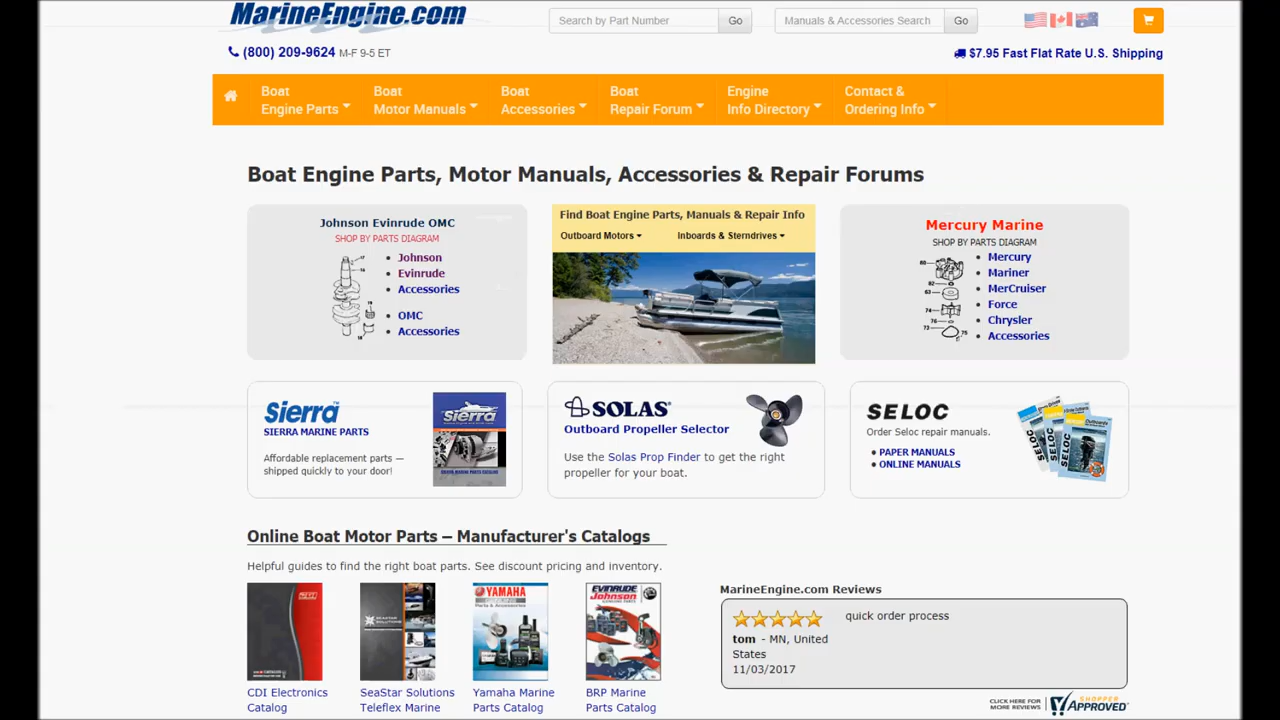 MarineEngine.com
Search by Part Number Go
Manuals & Accessories Search Go
(800) 209-9624 M-F 9-5 ET
$7.95 Fast Flat Rate U.S. Shipping
Boat
Engine Parts
Boat
Motor Manuals
Boat
Accessories
Boat
Repair Forum
Engine
Info Directory
Contact &
Ordering Info
Boat Engine Parts, Motor Manuals, Accessories & Repair Forums
Johnson Evinrude OMC
SHOP BY PARTS DIAGRAM
Johnson
Evinrude
Accessories
OMC
Accessories
Find Boat Engine Parts, Manuals & Repair Info
Outboard Motors
Inboards & Sterndrives
Mercury Marine
SHOP BY PARTS DIAGRAM
Mercury
Mariner
MerCruiser
Force
Chrysler
Accessories
Sierra
SIERRA MARINE PARTS
Affordable replacement parts —
shipped quickly to your door!
Sierra
SOLAS
Outboard Propeller Selector
Use the Solas Prop Finder to get the right
propeller for your boat.
SELOC
Order Seloc repair manuals.
PAPER MANUALS
ONLINE MANUALS
SELOC
SELOC
SELOC
Online Boat Motor Parts – Manufacturer's Catalogs
Helpful guides to find the right boat parts. See discount pricing and inventory.
CDI Electronics
Catalog
SeaStar Solutions
Teleflex Marine
YAMAHA
Parts & Accessories
Yamaha Marine
Parts Catalog
EVINRUDE
Johnson
BRP Marine
Parts Catalog
MarineEngine.com Reviews
quick order process
tom - MN, United
States
11/03/2017
CLICK HERE FOR
MORE REVIEWS
SHOPPER
APPROVED